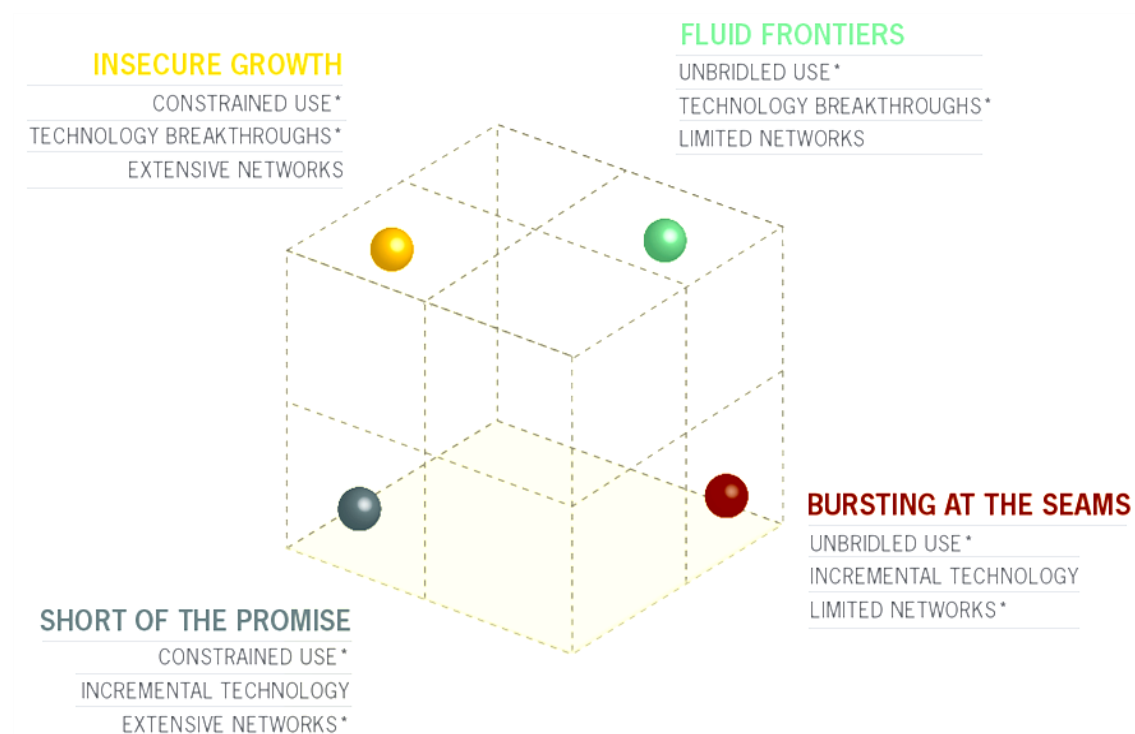 INSECURE GROWTH
CONSTRAINED USE*
TECHNOLOGY BREAKTHROUGHS*
EXTENSIVE NETWORKS
FLUID FRONTIERS
UNBRIDLED USE*
TECHNOLOGY BREAKTHROUGHS*
LIMITED NETWORKS
SHORT OF THE PROMISE
CONSTRAINED USE*
INCREMENTAL TECHNOLOGY
EXTENSIVE NETWORKS*
BURSTING AT THE SEAMS
UNBRIDLED USE*
INCREMENTAL TECHNOLOGY
LIMITED NETWORKS*